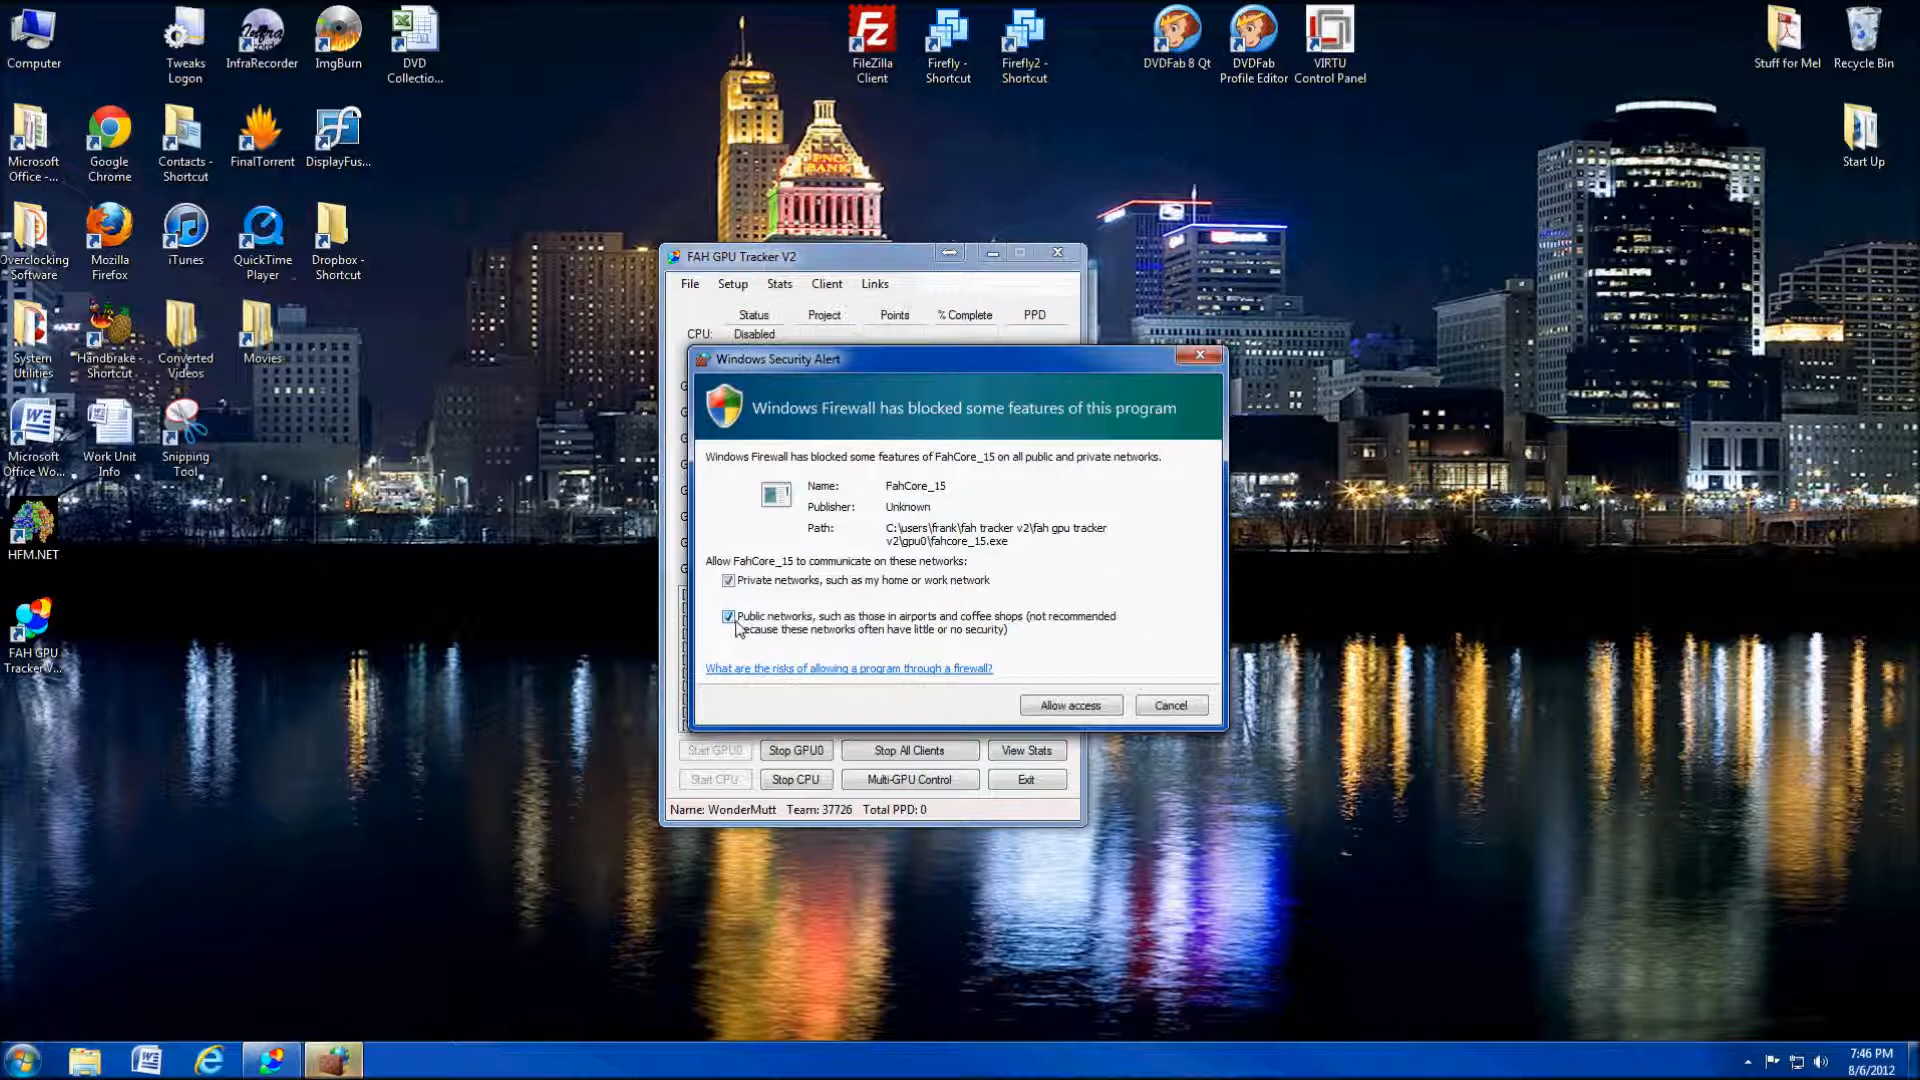 Computer
Tweaks
Logon
InfraRecorder
ImgBurn
DVD
Collectio...
FileZilla
Client
Firefly -
Shortcut
Firefly2 -
Shortcut
DVDFab 8 Qt
DVDFab
Profile Editor
VIRTU
Control Panel
Stuff for Mel
Recycle Bin
Microsoft
Office -...
Google
Chrome
Contacts -
Shortcut
FinalTorrent
DisplayFus...
Start Up
PNC
BANK
Overclocking
Software
Mozilla
Firefox
iTunes
QuickTime
Player
Dropbox -
Shortcut
System
Utilities
Handbrake -
Shortcut
Converted
Videos
Movies
Microsoft
Office Wo...
Work Unit
Info
Snipping
Tool
HFM.NET
FAH GPU
Tracker V...
FAH GPU Tracker V2
File Setup Stats Client Links
Status Project Points % Complete PPD
CPU: Disabled
Windows Security Alert
Windows Firewall has blocked some features of this program
Windows Firewall has blocked some features of FahCore_15 on all public and private networks.
Name: FahCore_15
Publisher: Unknown
Path: C:\users\frank\fah tracker v2\fah gpu tracker
v2\gpu0\fahcore_15.exe
Allow FahCore_15 to communicate on these networks:
Private networks, such as my home or work network
Public networks, such as those in airports and coffee shops (not recommended
because these networks often have little or no security)
What are the risks of allowing a program through a firewall?
Allow access Cancel
Start GPU0 Stop GPU0 Stop All Clients View Stats
Start CPU Stop CPU Multi-GPU Control Exit
Name: WonderMutt Team: 37726 Total PPD: 0
7:46 PM
8/6/2012